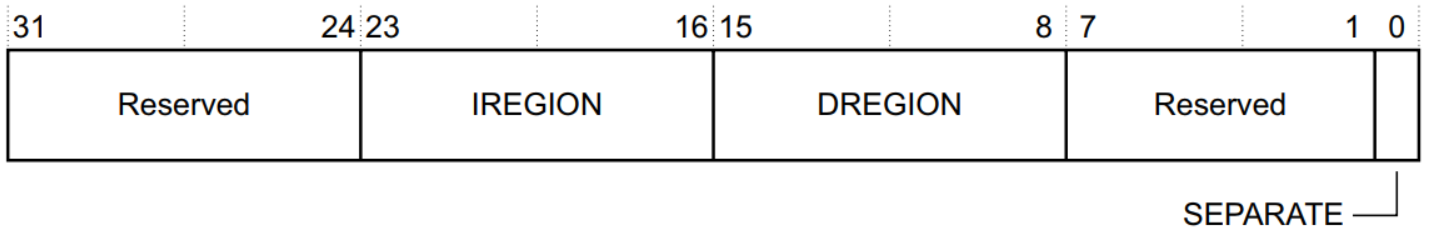 31 24 23 16 15 8 7 1 0
Reserved IREGION DREGION Reserved
SEPARATE